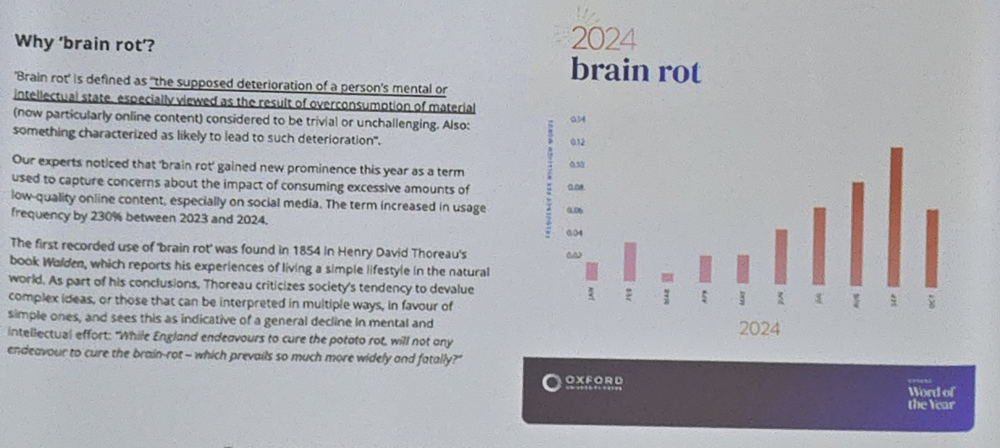 Why ‘brain rot’?
‘Brain rot’ is defined as “the supposed deterioration of a person’s mental or
intellectual state, especially viewed as the result of overconsumption of material
(now particularly online content) considered to be trivial or unchallenging. Also:
something characterized as likely to lead to such deterioration”.
Our experts noticed that ‘brain rot’ gained new prominence this year as a term
used to capture concerns about the impact of consuming excessive amounts of
low-quality online content, especially on social media. The term increased in usage
frequency by 230% between 2023 and 2024.
The first recorded use of ‘brain rot’ was found in 1854 in Henry David Thoreau’s
book Walden, which reports his experiences of living a simple lifestyle in the natural
world. As part of his conclusions, Thoreau criticizes society’s tendency to devalue
complex ideas, or those that can be interpreted in multiple ways, in favour of
simple ones, and sees this as indicative of a general decline in mental and
intellectual effort: “While England endeavours to cure the potato rot, will not any
endeavour to cure the brain-rot – which prevails so much more widely and fatally?”
2024
brain rot
0.14
0.12
0.10
0.08
0.06
0.04
0.02
2024
OXFORD
Word of
the Year